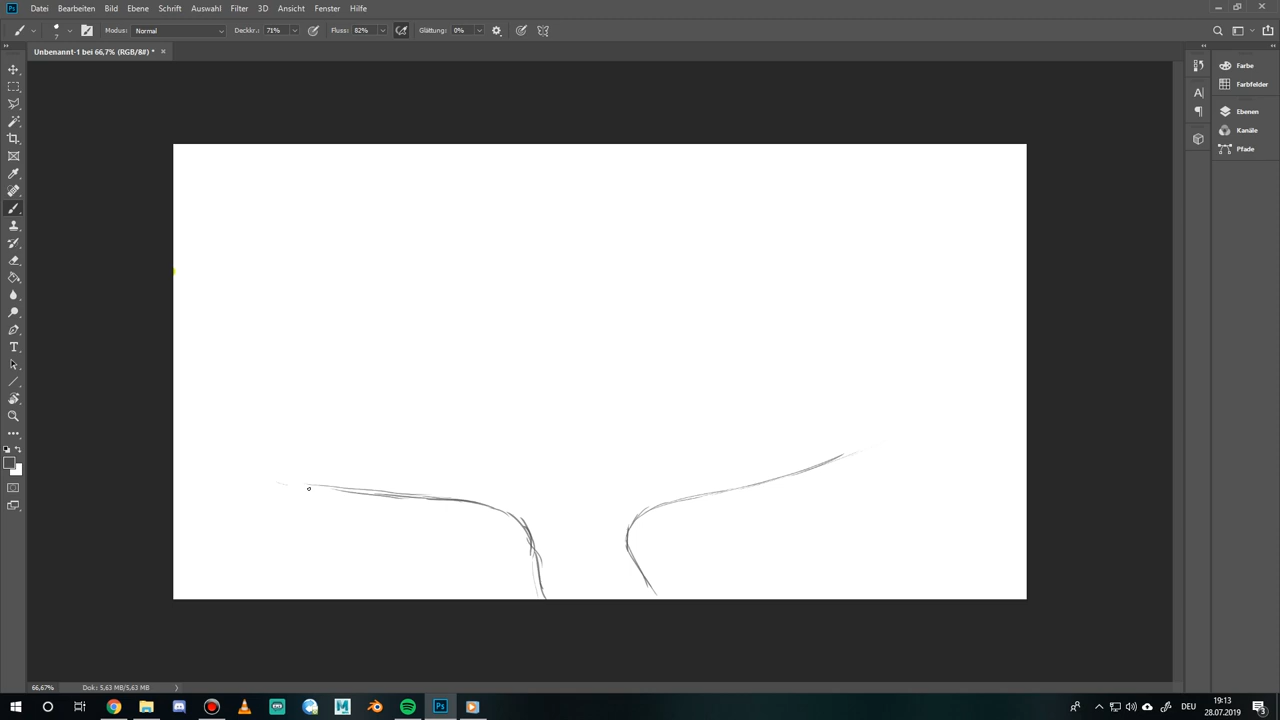 Ps Datei Bearbeiten Bild Ebene Schrift Auswahl Filter 3D Ansicht Fenster Hilfe
7 Modus: Normal Deckkr.: 71% Fluss: 82% Glättung: 0%
Unbenannt-1 bei 66,7% (RGB/8#) * ×
Farbe
Farbfelder
Ebenen
Kanäle
Pfade
66,67% Dok: 5,63 MB/5,63 MB
DEU
19:13
28.07.2019